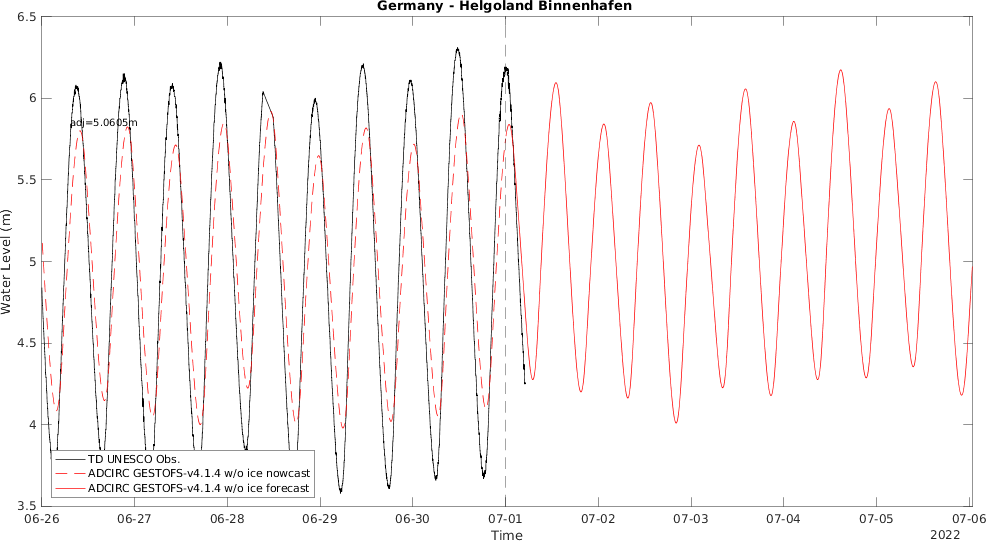 Germany - Helgoland Binnenhafen
Water Level (m)
6.5
6
5.5
5
4.5
4
3.5
adj=5.0605m
TD UNESCO Obs.
ADCIRC GESTOFS-v4.1.4 w/o ice nowcast
ADCIRC GESTOFS-v4.1.4 w/o ice forecast
06-26 06-27 06-28 06-29 06-30 07-01 07-02 07-03 07-04 07-05 07-06
Time
2022